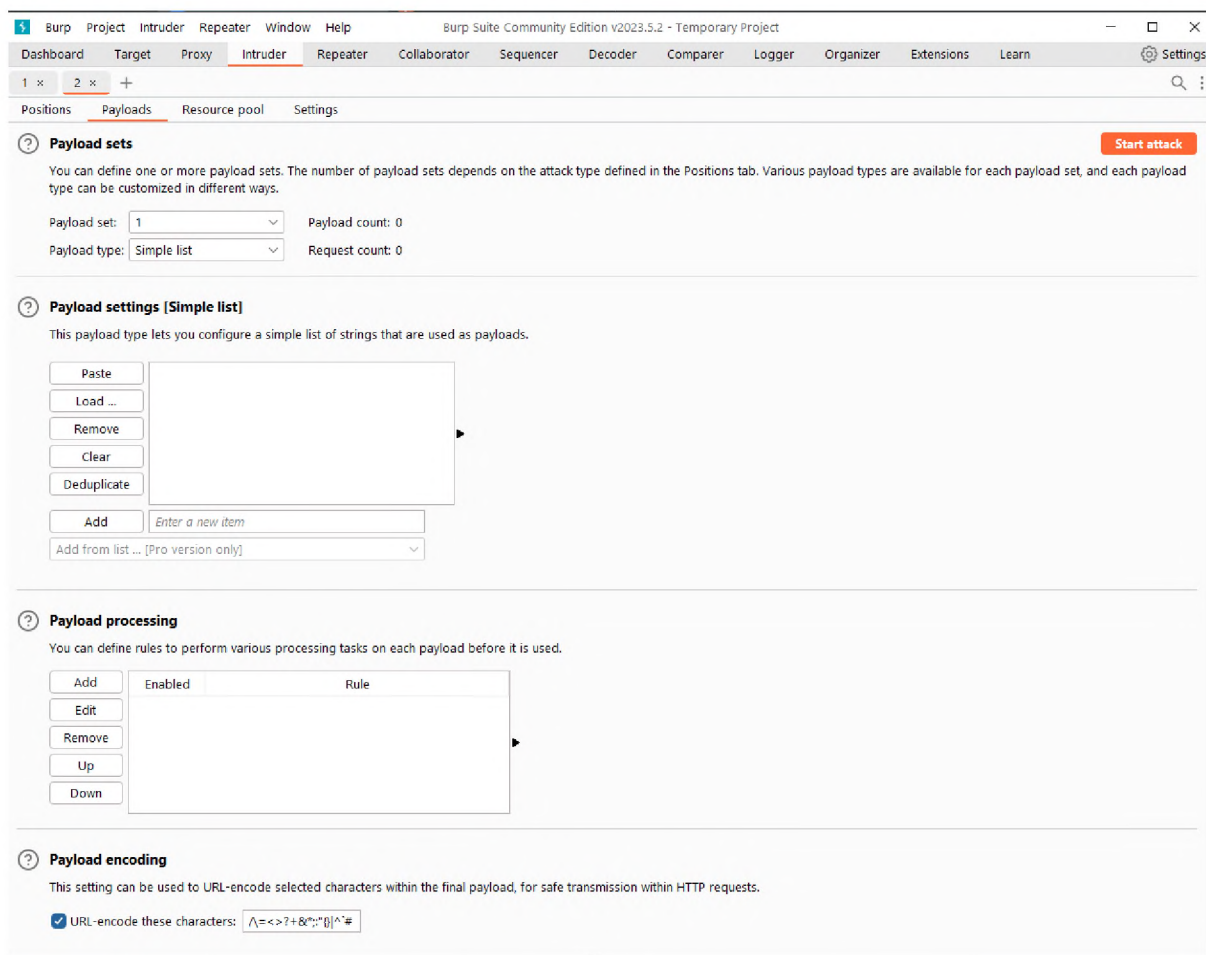 Burp Project Intruder Repeater Window Help Burp Suite Community Edition v2023.5.2 - Temporary Project
Dashboard Target Proxy Intruder Repeater Collaborator Sequencer Decoder Comparer Logger Organizer Extensions Learn Settings
1 × 2 × +
Positions Payloads Resource pool Settings
? Payload sets Start attack
You can define one or more payload sets. The number of payload sets depends on the attack type defined in the Positions tab. Various payload types are available for each payload set, and each payload
type can be customized in different ways.
Payload set: 1 Payload count: 0
Payload type: Simple list Request count: 0
? Payload settings [Simple list]
This payload type lets you configure a simple list of strings that are used as payloads.
Paste
Load ...
Remove
Clear
Deduplicate
Add Enter a new item
Add from list ... [Pro version only]
? Payload processing
You can define rules to perform various processing tasks on each payload before it is used.
Add Enabled Rule
Edit
Remove
Up
Down
? Payload encoding
This setting can be used to URL-encode selected characters within the final payload, for safe transmission within HTTP requests.
URL-encode these characters: /\=<>?+&*;:"{}|^`#